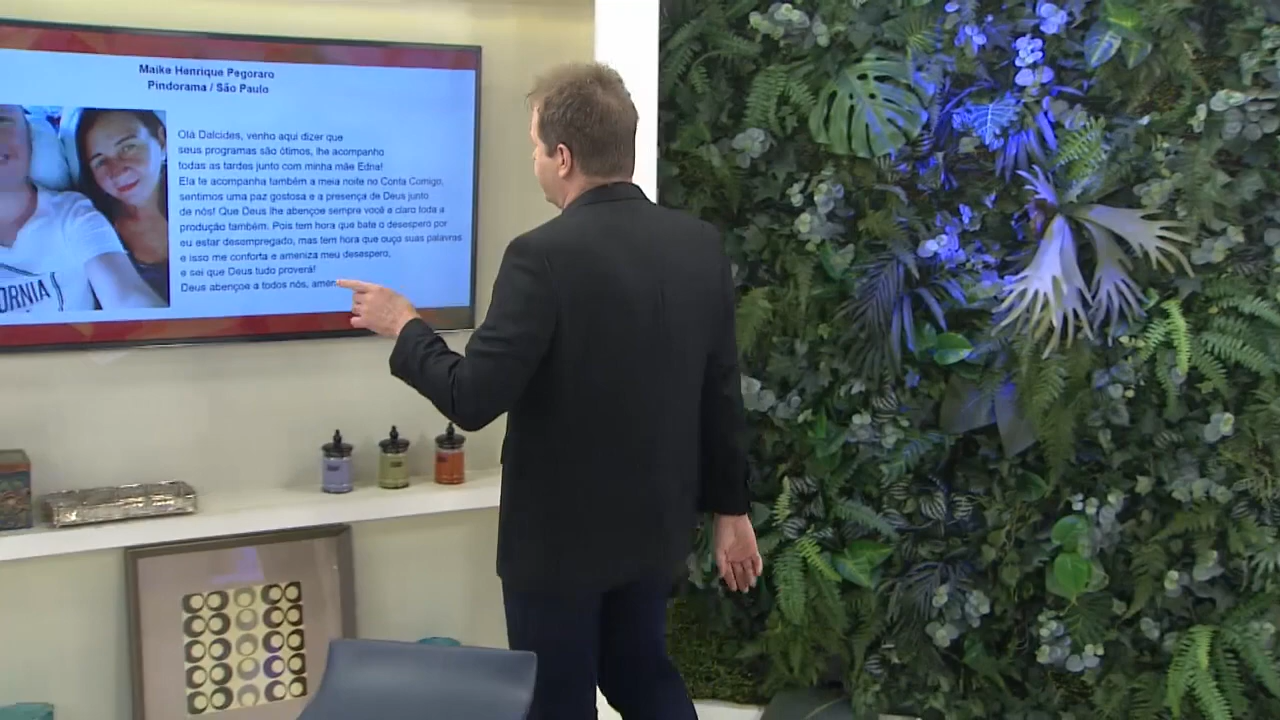 Maike Henrique Pegoraro
Pindorama / São Paulo
Olá Dalcides, venho aqui dizer que
seus programas são ótimos, lhe acompanho
todas as tardes junto com minha mãe Edna!
Ela te acompanha também a meia noite no Conta Comigo,
sentimos uma paz gostosa e a presença de Deus junto
de nós! Que Deus lhe abençoe sempre você a claro toda a
produção também. Pois tem hora que bate o desespero por
eu estar desempregado, mas tem hora que ouço suas palavras
e isso me conforta e ameniza meu desespero,
e sei que Deus tudo proverá!
Deus abençoe a todos nós, amém
ORNIA